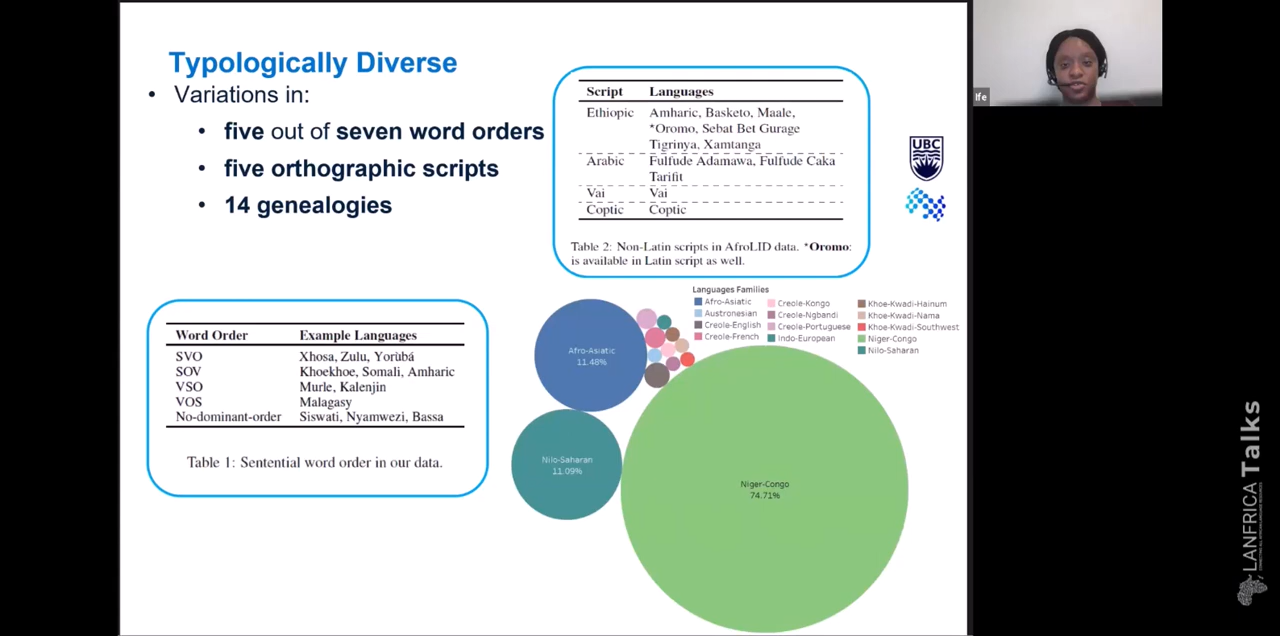 Typologically Diverse
• Variations in:
• five out of seven word orders
• five orthographic scripts
• 14 genealogies
Script Languages
Ethiopic Amharic, Basketo, Maale,
*Oromo, Sebat Bet Gurage
Tigrinya, Xamtanga
Arabic Fulfude Adamawa, Fulfude Caka
Tarifit
Vai Vai
Coptic Coptic
Table 2: Non-Latin scripts in AfroLID data. *Oromo:
is available in Latin script as well.
Word Order Example Languages
SVO Xhosa, Zulu, Yorùbá
SOV Khoekhoe, Somali, Amharic
VSO Murle, Kalenjin
VOS Malagasy
No-dominant-order Siswati, Nyamwezi, Bassa
Table 1: Sentential word order in our data.
Languages Families
Afro-Asiatic
Austronesian
Creole-English
Creole-French
Creole-Kongo
Creole-Ngbandi
Creole-Portuguese
Indo-European
Khoe-Kwadi-Hainum
Khoe-Kwadi-Nama
Khoe-Kwadi-Southwest
Niger-Congo
Nilo-Saharan
Afro-Asiatic
11.48%
Nilo-Saharan
11.09%
Niger-Congo
74.71%
Ife
UBC
LANFRICA Talks